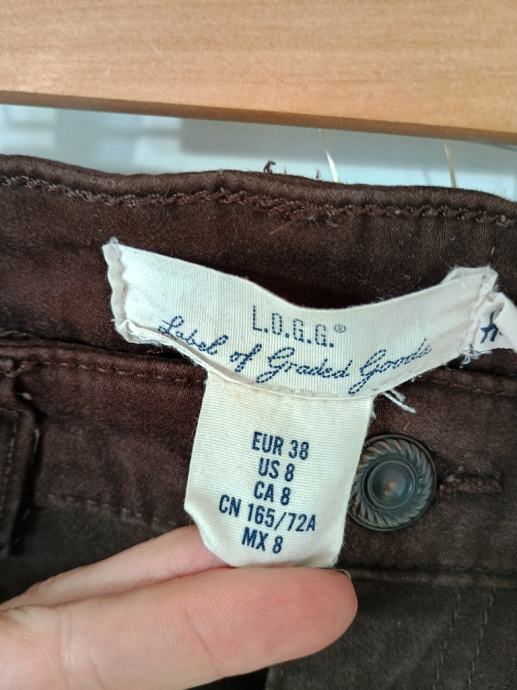 L.O.G.G.®
Label of Graded Goods
EUR 38
US 8
CA 8
CN 165/72A
MX 8